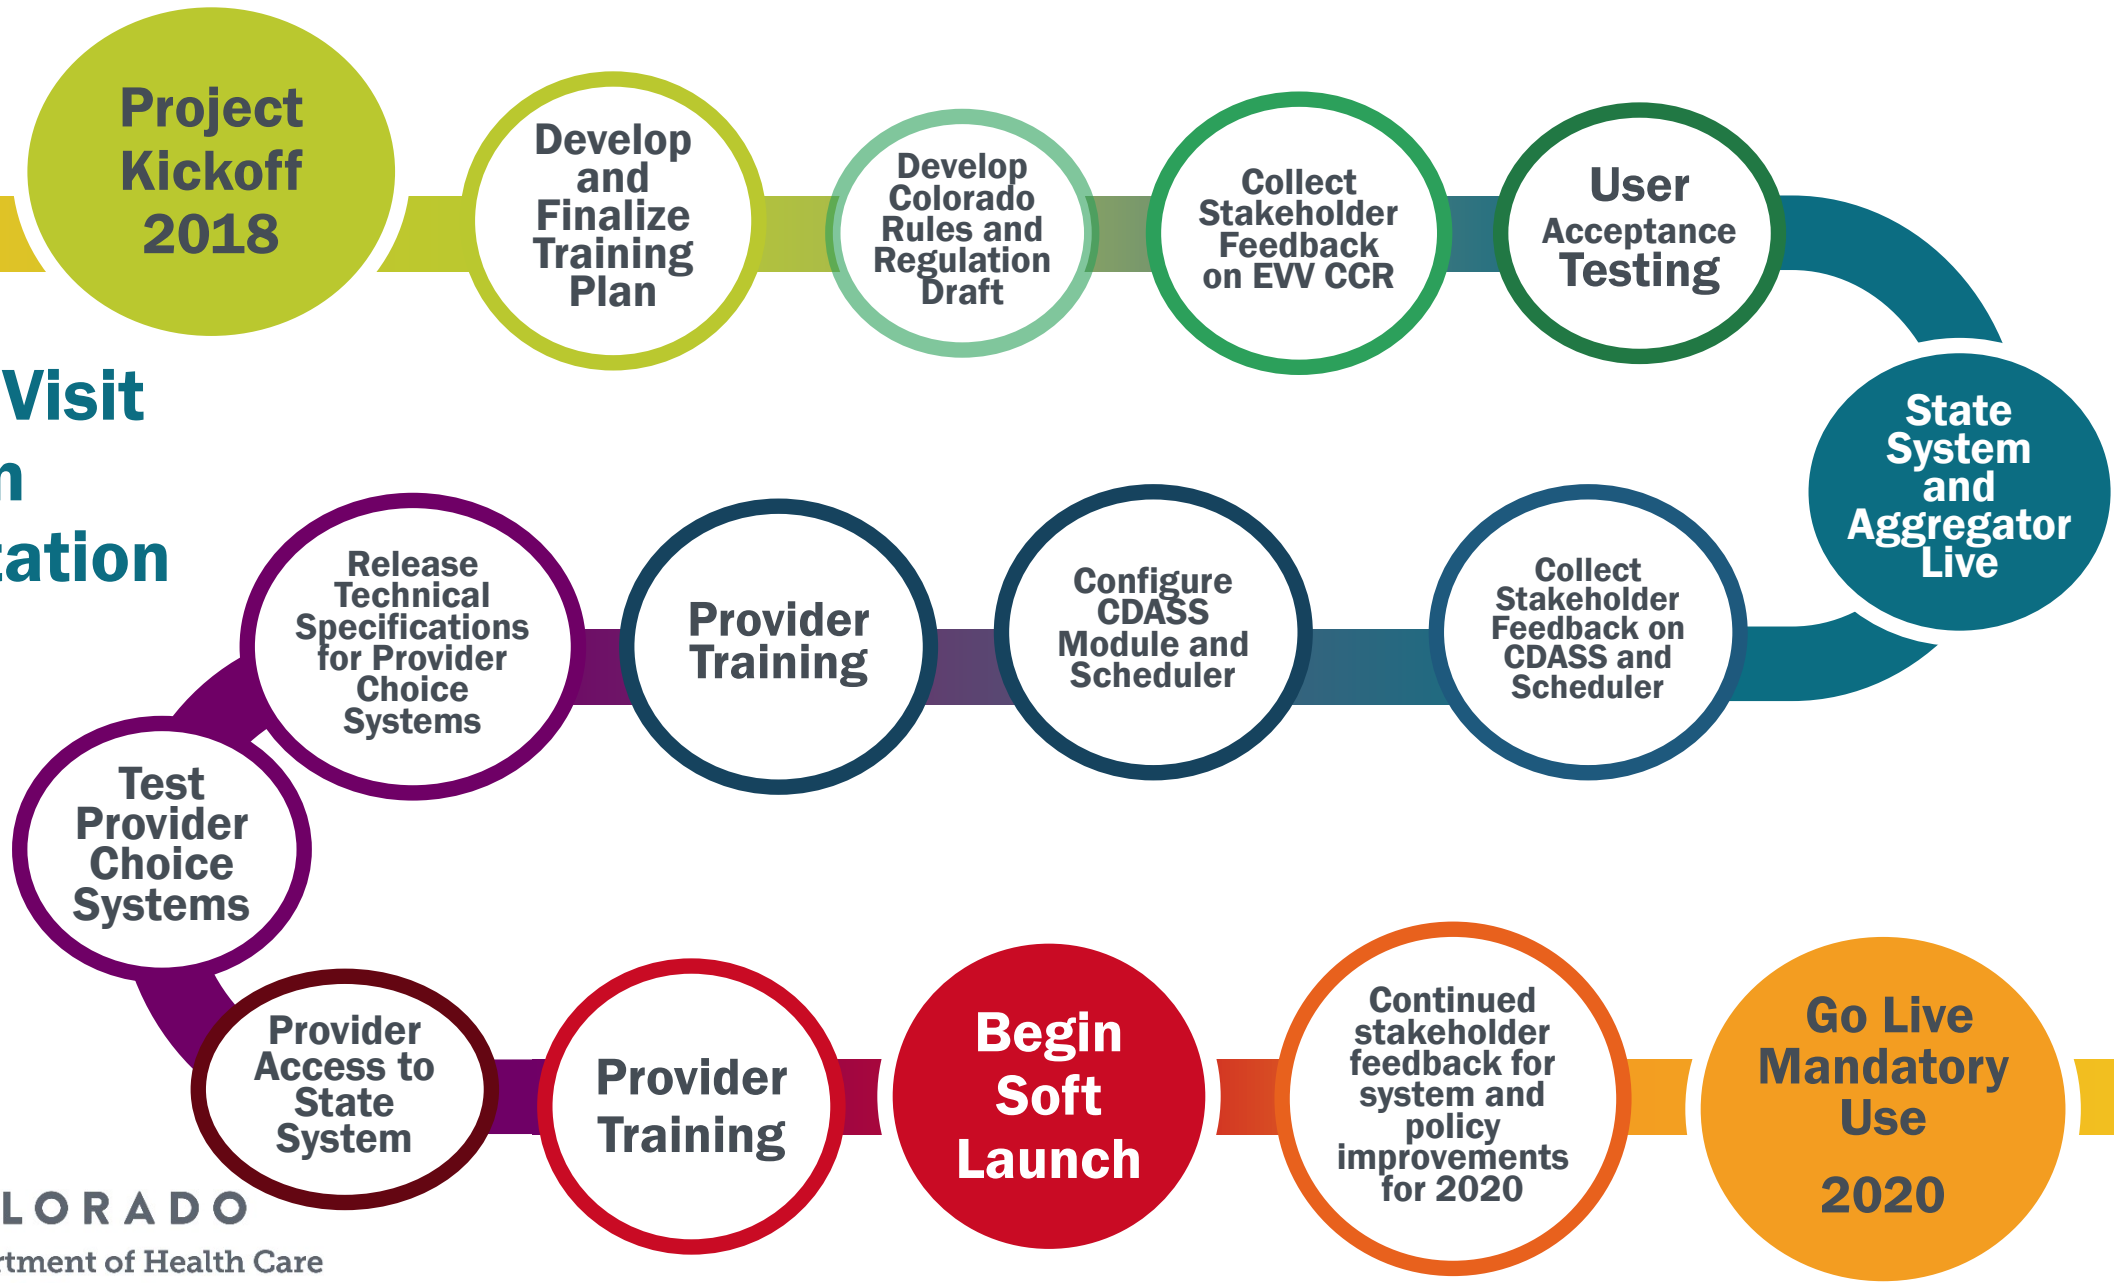 Project
Kickoff
2018
Develop
and
Finalize
Training
Plan
Develop
Colorado
Rules and
Regulation
Draft
Collect
Stakeholder
Feedback
on EVV CCR
User
Acceptance
Testing
State
System
and
Aggregator
Live
Visit
Collect
Stakeholder
Feedback on
CDASS and
Scheduler
Configure
CDASS
Module and
Scheduler
Provider
Training
Release
Technical
Specifications
for Provider
Choice
Systems
Test
Provider
Choice
Systems
Provider
Access to
State
System
Provider
Training
Begin
Soft
Launch
Continued
stakeholder
feedback for
system and
policy
improvements
for 2020
Go Live
Mandatory
Use
2020
LORADO
rtment of Health Care